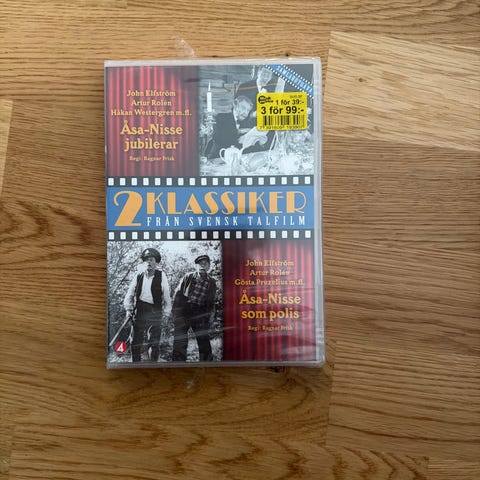 John Elfström
Artur Rolén
Håkan Westergren m.fl.
Åsa-Nisse
jubilerar
Regi: Ragnar Frisk
1 för 39:-
3 för 99:-
2 KLASSIKER
FRÅN SVENSK TALFILM
John Elfström
Artur Rolén
Gösta Prüzelius m.fl.
Åsa-Nisse
som polis
Regi: Ragnar Frisk
4